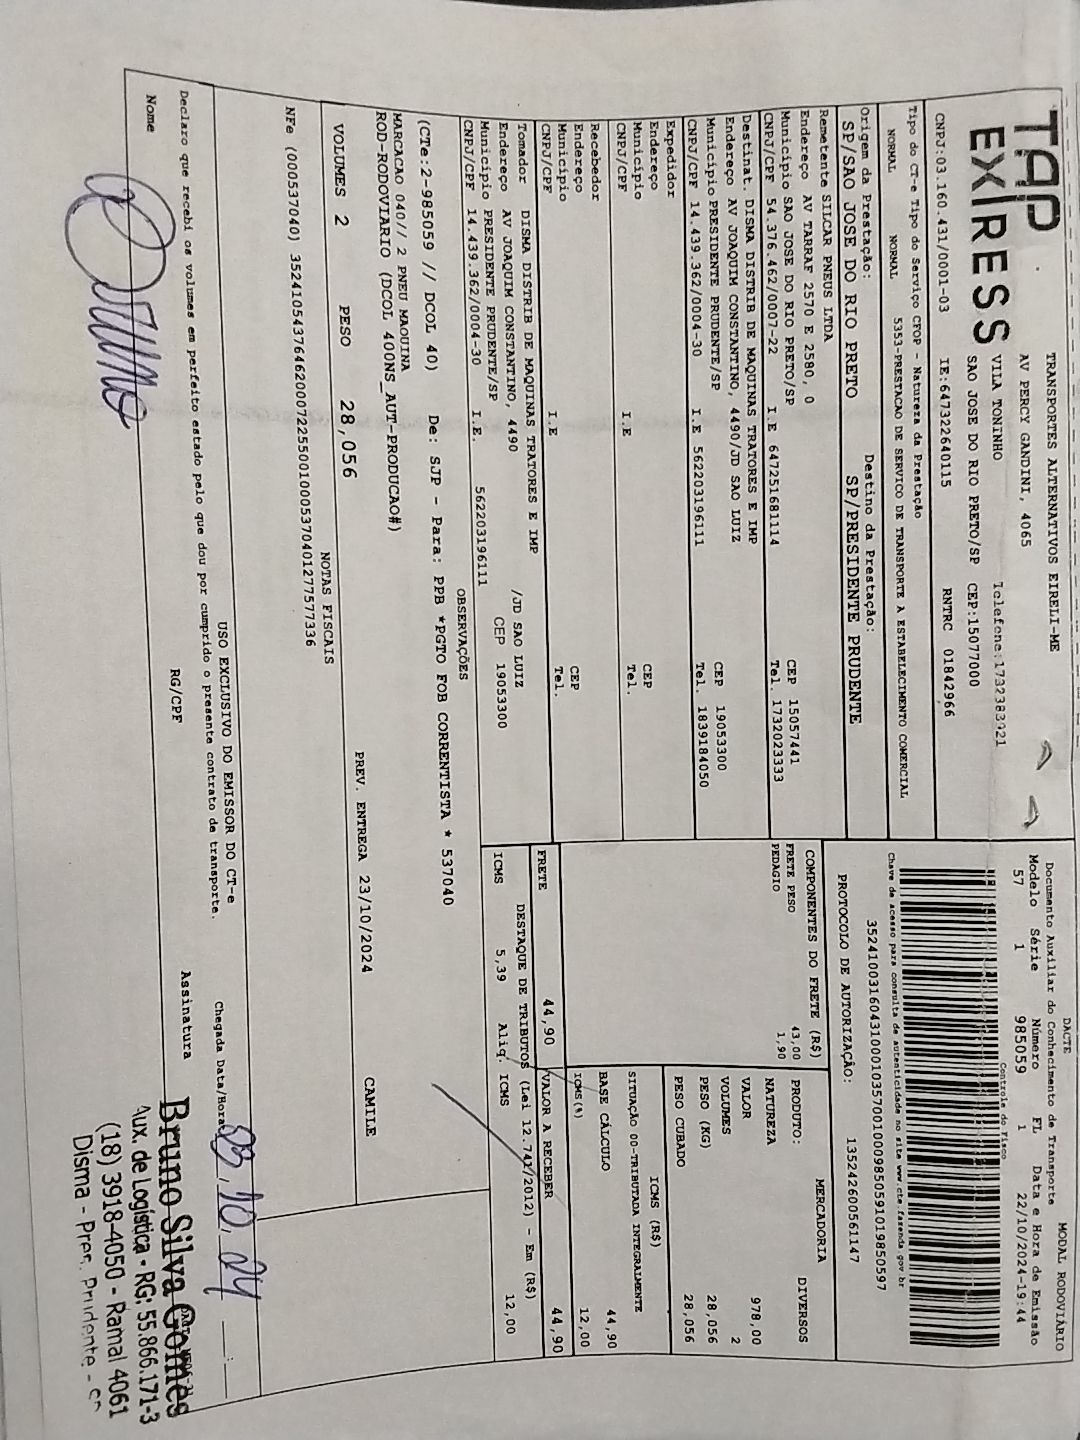 TAP
EX/RESS
TRANSPORTES ALTERNATIVOS EIRELI-ME
AV PERCY GANDINI, 4065
VILA TONINHO Telefone:1732383921
SAO JOSE DO RIO PRETO/SP CEP:15077000
CNPJ:03.160.431/0001-03 IE:647322640115 RNTRC 01842966
DACTE MODAL RODOVIÁRIO
Documento Auxiliar do Conhecimento de Transporte
Modelo Série Número FL Data e Hora de Emissão
57 1 985059 1 22/10/2024-19:44
Controle do Fisco
Chave de acesso para consulta de autenticidade no site www.cte.fazenda.gov.br
35241003160431000103570010009850591019850597
PROTOCOLO DE AUTORIZAÇÃO: 135242600561147
Tipo do CT-e Tipo do Serviço CFOP - Natureza da Prestação
NORMAL NORMAL 5353-PRESTACAO DE SERVICO DE TRANSPORTE A ESTABELECIMENTO COMERCIAL
Origem da Prestação: Destino da Prestação:
SP/SAO JOSE DO RIO PRETO SP/PRESIDENTE PRUDENTE
Remetente SILCAR PNEUS LTDA
Endereço AV TARRAF 2570 E 2580, 0 CEP 15057441
Município SAO JOSE DO RIO PRETO/SP Tel. 1732023333
CNPJ/CPF 54.376.462/0007-22 I.E 647251681114
Destinat. DISMA DISTRIB DE MAQUINAS TRATORES E IMP
Endereço AV JOAQUIM CONSTANTINO, 4490/JD SAO LUIZ CEP 19053300
Município PRESIDENTE PRUDENTE/SP Tel. 1839184050
CNPJ/CPF 14.439.362/0004-30 I.E 562203196111
Expedidor
Endereço CEP
Município Tel.
CNPJ/CPF I.E
Recebedor
Endereço CEP
Município Tel.
CNPJ/CPF I.E
Tomador DISMA DISTRIB DE MAQUINAS TRATORES E IMP
Endereço AV JOAQUIM CONSTANTINO, 4490 /JD SAO LUIZ
Município PRESIDENTE PRUDENTE/SP CEP 19053300
CNPJ/CPF 14.439.362/0004-30 I.E. 562203196111
COMPONENTES DO FRETE (R$)
FRETE PESO 43,00
PEDAGIO 1,90
MERCADORIA
PRODUTO: DIVERSOS
NATUREZA
VALOR 978,00
VOLUMES 2
PESO (KG) 28,056
PESO CUBADO 28,056
ICMS (R$)
SITUAÇÃO 00-TRIBUTADA INTEGRALMENTE
BASE CÁLCULO 44,90
ICMS(%) 12,00
FRETE 44,90 VALOR A RECEBER 44,90
DESTAQUE DE TRIBUTOS (Lei 12.741/2012) - Em (R$)
ICMS 5,39 Aliq. ICMS 12,00
OBSERVAÇÕES
(CTe:2-985059 // DCOL 40) De: SJP - Para: PPB *PGTO FOB CORRENTISTA * 537040
MARCACAO 040// 2 PNEU MAQUINA
ROD-RODOVIARIO (DCOL 400NS_AUT-PRODUCAO#)
PREV. ENTREGA 23/10/2024 CAMILE
VOLUMES 2 PESO 28,056
NOTAS FISCAIS
NFe (000537040) 35241054376462000722550010005370401277577336
USO EXCLUSIVO DO EMISSOR DO CT-e
Declaro que recebi os volumes em perfeito estado pelo que dou por cumprido o presente contrato de transporte.
Chegada Data/Hora 23,10,24 __:__
Nome RG/CPF Assinatura
Bruno Silva Gomes
Aux. de Logística - RG: 55.866.171-3
(18) 3918-4050 - Ramal 4061
Disma - Pres. Prudente - SP